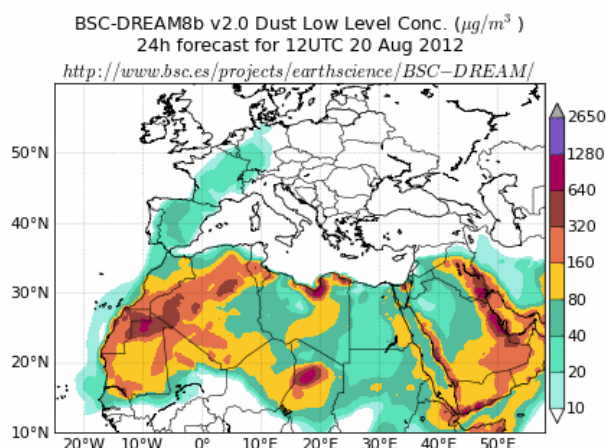 BSC-DREAM8b v2.0 Dust Low Level Conc. (μg/m³ )
24h forecast for 12UTC 20 Aug 2012
http://www.bsc.es/projects/earthscience/BSC−DREAM/
50°N
40°N
30°N
20°N
10°N
20°W 10°W 0° 10°E 20°E 30°E 40°E 50°E
2650
1280
640
320
160
80
40
20
10